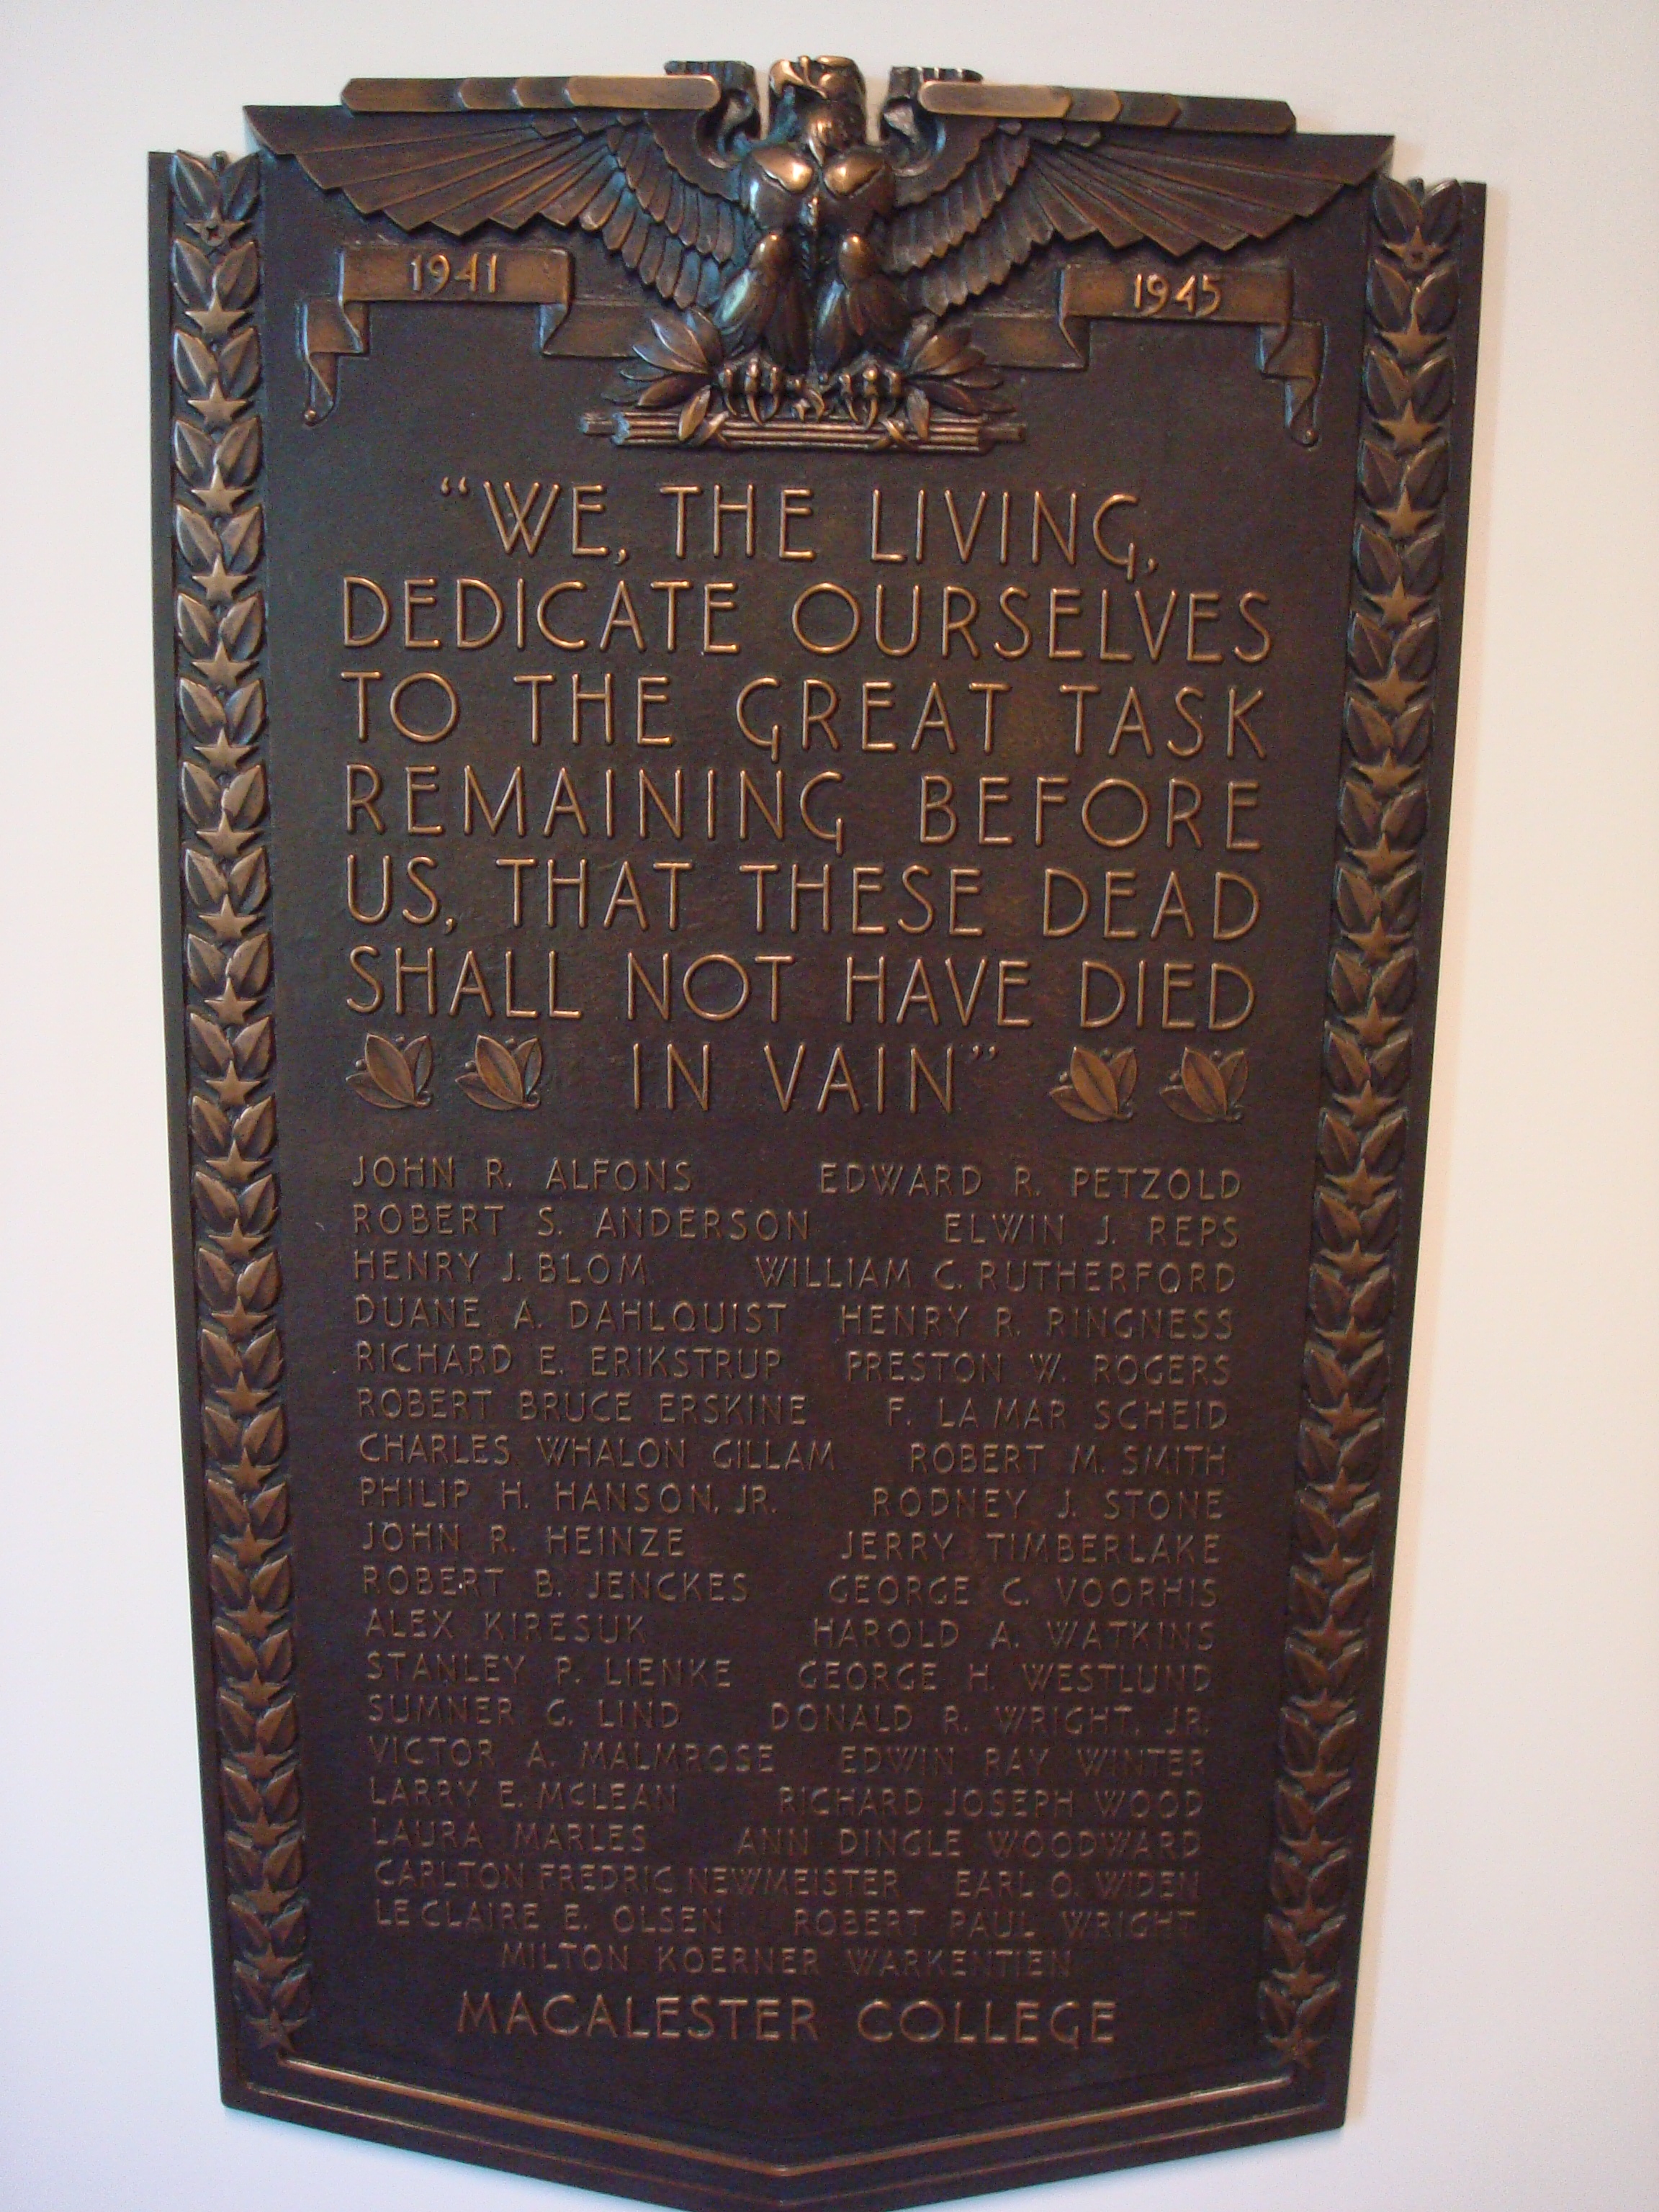 1941 1945
"WE, THE LIVING,
DEDICATE OURSELVES
TO THE GREAT TASK
REMAINING BEFORE
US, THAT THESE DEAD
SHALL NOT HAVE DIED
IN VAIN"
JOHN R. ALFONS EDWARD R. PETZOLD
ROBERT S. ANDERSON ELWIN J. REPS
HENRY J. BLOM WILLIAM C. RUTHERFORD
DUANE A. DAHLQUIST HENRY R. RINGNESS
RICHARD E. ERIKSTRUP PRESTON W. ROGERS
ROBERT BRUCE ERSKINE F. LA MAR SCHEID
CHARLES WHALON GILLAM ROBERT M. SMITH
PHILIP H. HANSON, JR. RODNEY J. STONE
JOHN R. HEINZE JERRY TIMBERLAKE
ROBERT B. JENCKES GEORGE C. VOORHIS
ALEX KIRESUK HAROLD A. WATKINS
STANLEY P. LIENKE GEORGE H. WESTLUND
SUMNER G. LIND DONALD R. WRIGHT, JR.
VICTOR A. MALMROSE EDWIN RAY WINTER
LARRY E. MCLEAN RICHARD JOSEPH WOOD
LAURA MARLES ANN DINGLE WOODWARD
CARLTON FREDRIC NEWMEISTER EARL O. WIDEN
LE CLAIRE E. OLSEN ROBERT PAUL WRIGHT
MILTON KOERNER WARKENTIEN
MACALESTER COLLEGE